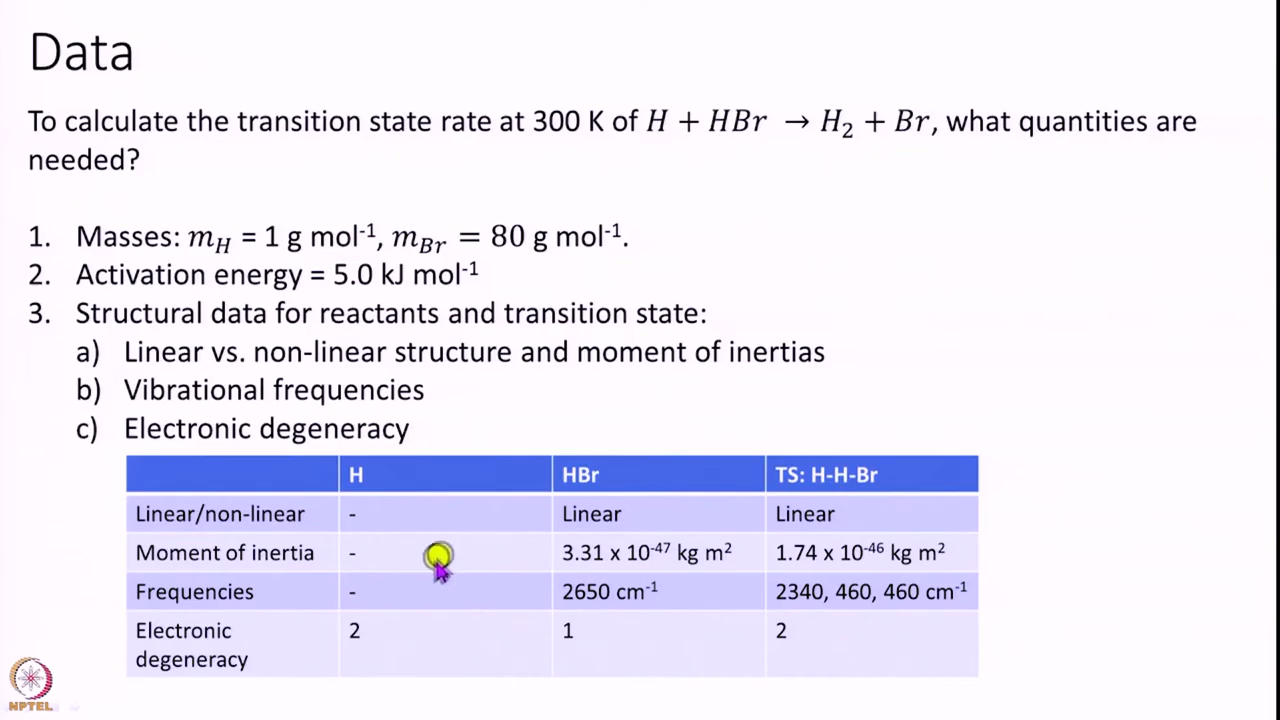 Data
To calculate the transition state rate at 300 K of H + HBr → H₂ + Br, what quantities are
needed?
1. Masses: m_H = 1 g mol⁻¹, m_Br = 80 g mol⁻¹.
2. Activation energy = 5.0 kJ mol⁻¹
3. Structural data for reactants and transition state:
a) Linear vs. non-linear structure and moment of inertias
b) Vibrational frequencies
c) Electronic degeneracy
H HBr TS: H-H-Br
Linear/non-linear - Linear Linear
Moment of inertia - 3.31 x 10⁻⁴⁷ kg m² 1.74 x 10⁻⁴⁶ kg m²
Frequencies - 2650 cm⁻¹ 2340, 460, 460 cm⁻¹
Electronic 2 1 2
degeneracy
NPTEL